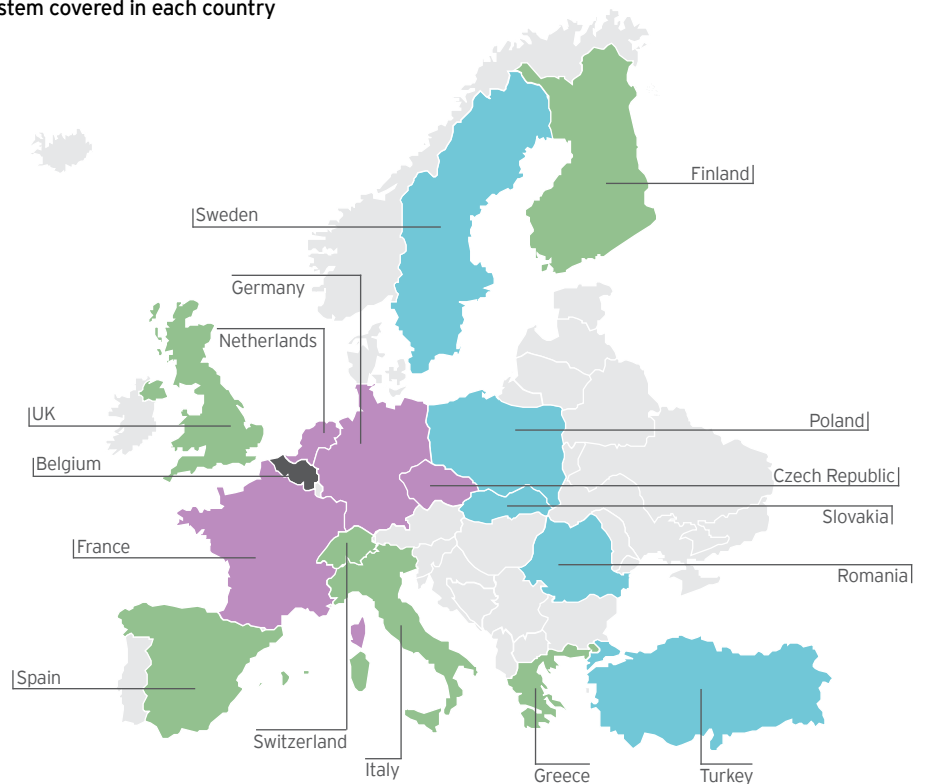 stem covered in each country
Finland
Sweden
Germany
Netherlands
UK
Poland
Belgium
Czech Republic
Slovakia
France
Romania
Spain
Switzerland
Italy
Greece
Turkey